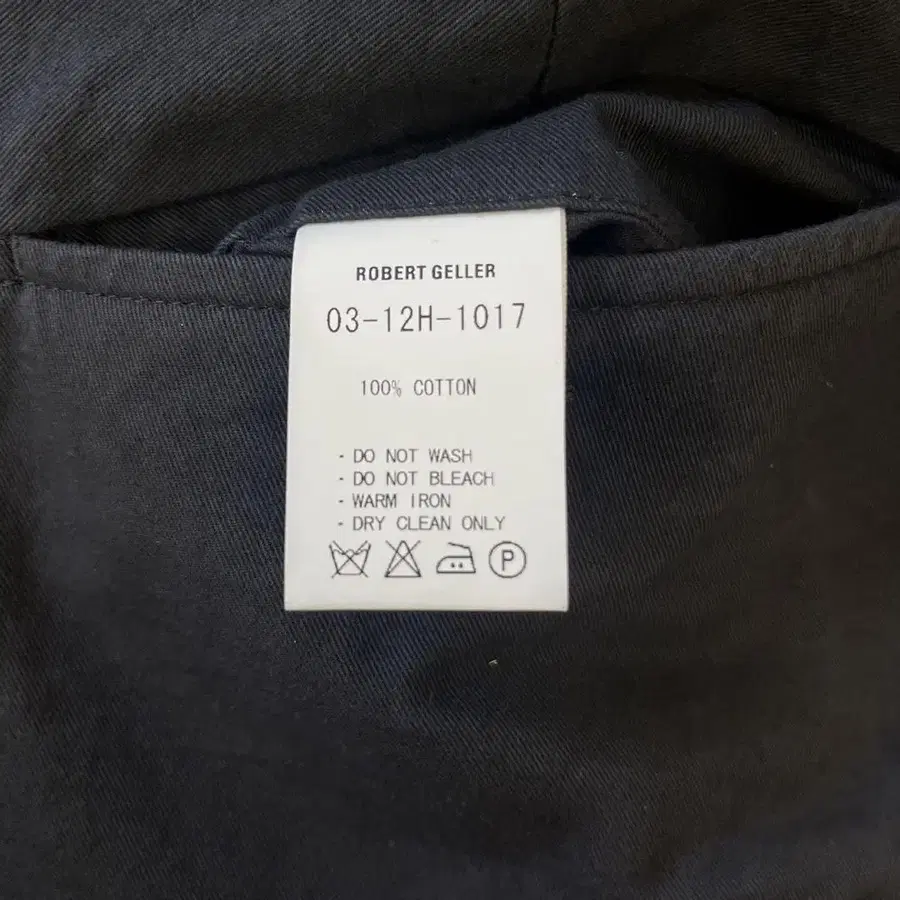 ROBERT GELLER
03-12H-1017
100% COTTON
- DO NOT WASH
- DO NOT BLEACH
- WARM IRON
- DRY CLEAN ONLY
P